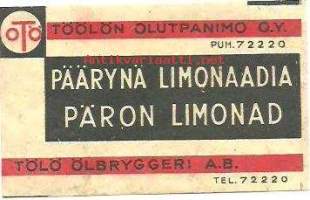 OTO
TÖÖLÖN OLUTPANIMO O.Y.
PUH. 72220
Antikvariaatti.net
PÄÄRYNÄ LIMONAADIA
PÄRON LIMONAD
TÖLÖ ÖLBRYGGERI A.B.
TEL. 72220